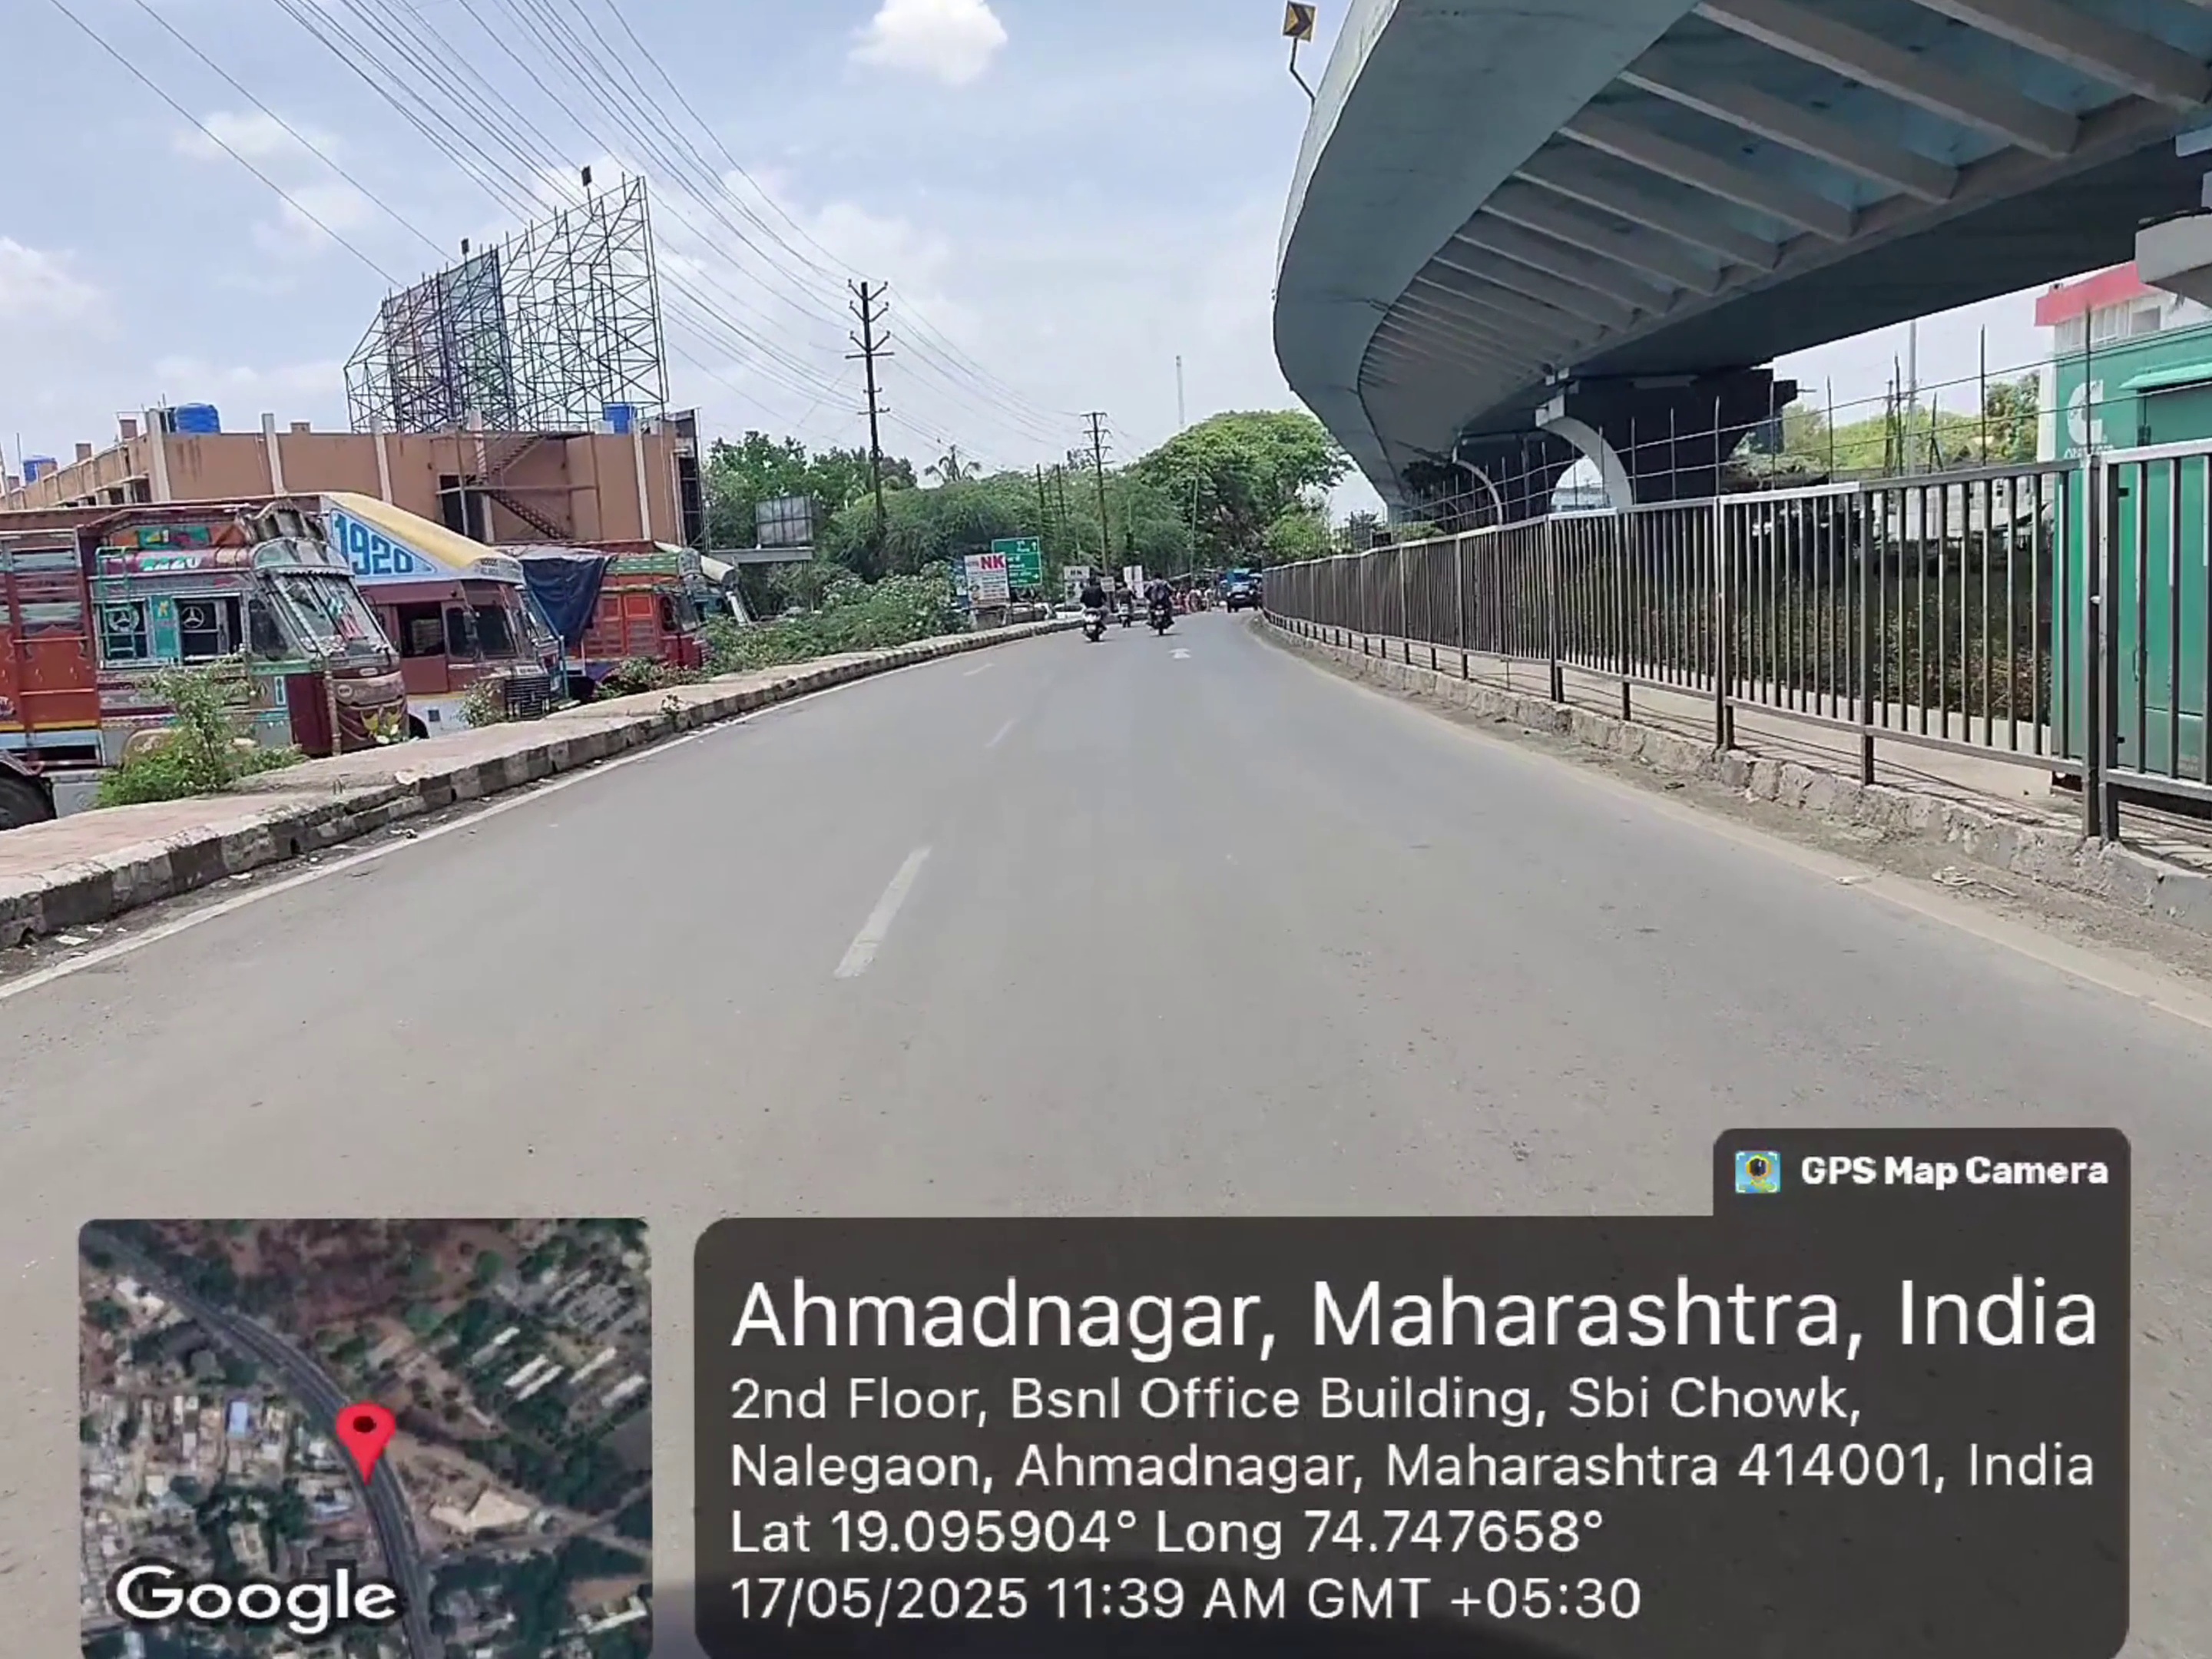 1920
NK
GPS Map Camera
Ahmadnagar, Maharashtra, India
2nd Floor, Bsnl Office Building, Sbi Chowk,
Nalegaon, Ahmadnagar, Maharashtra 414001, India
Lat 19.095904° Long 74.747658°
17/05/2025 11:39 AM GMT +05:30
Google